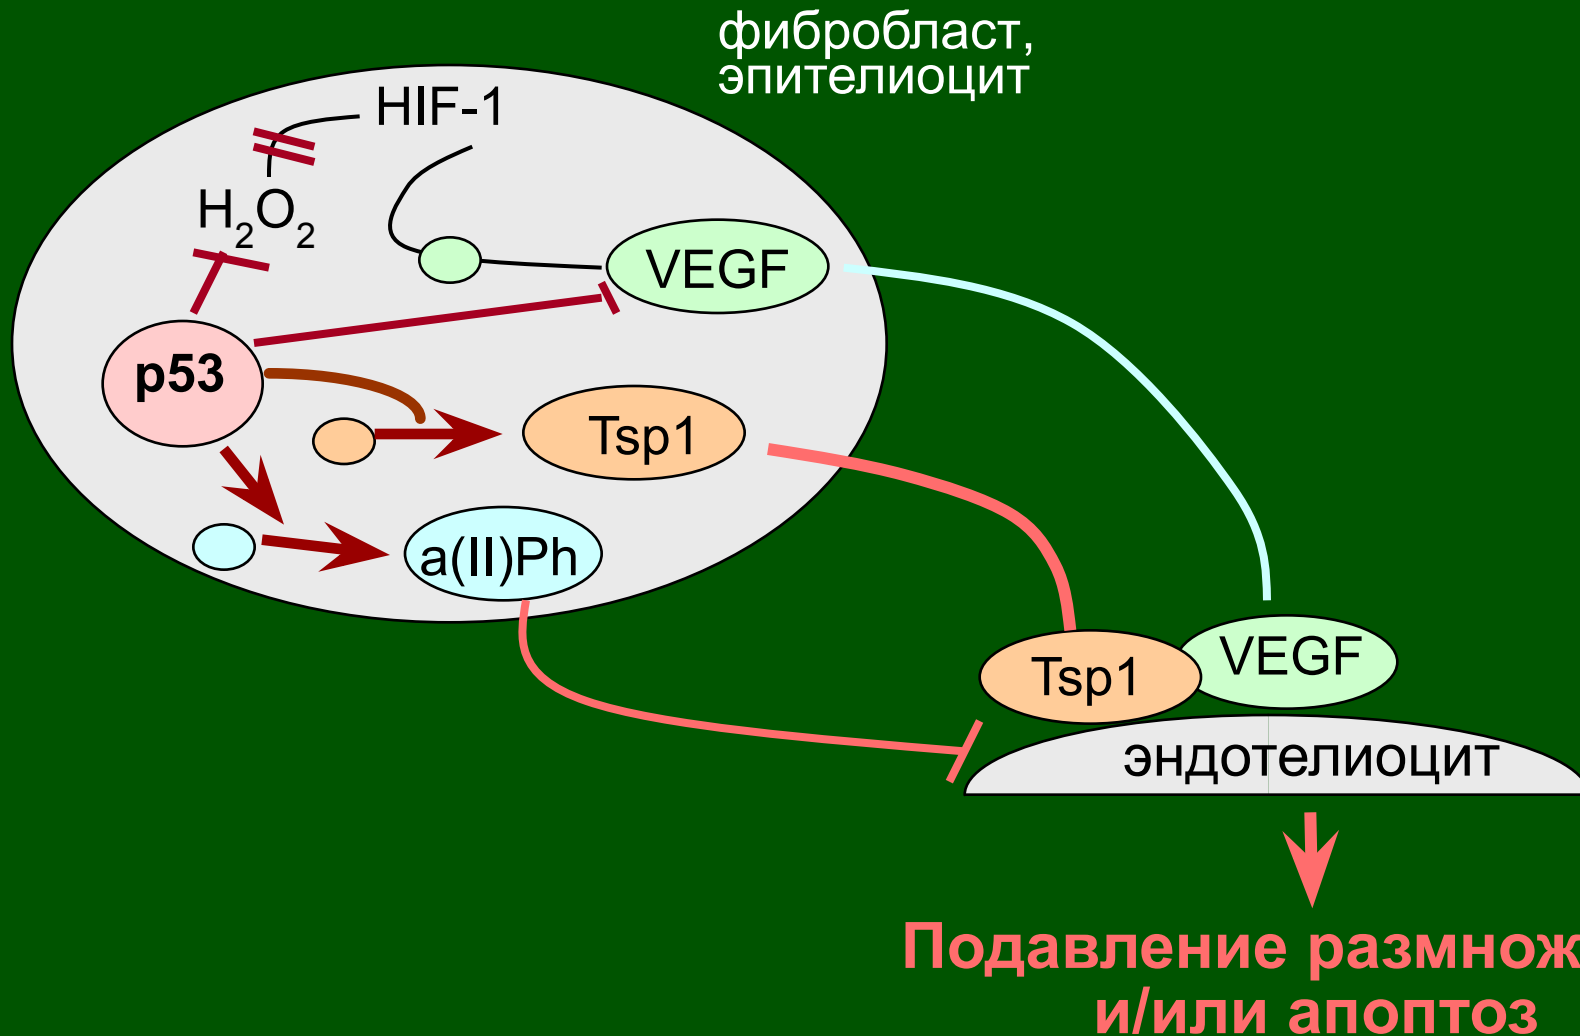 фибробласт,
эпителиоцит
HIF-1
H₂O₂
VEGF
p53
Tsp1
a(II)Ph
Tsp1
VEGF
эндотелиоцит
Подавление размнож
и/или апоптоз